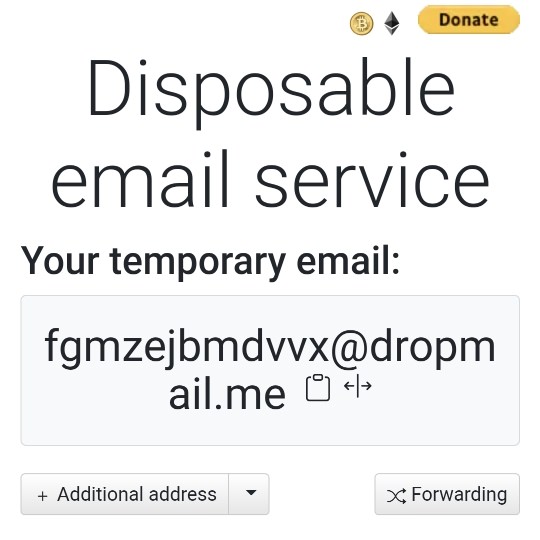 Donate
Disposable
email service
Your temporary email:
fgmzejbmdvvx@dropm
ail.me
+ Additional address
Forwarding